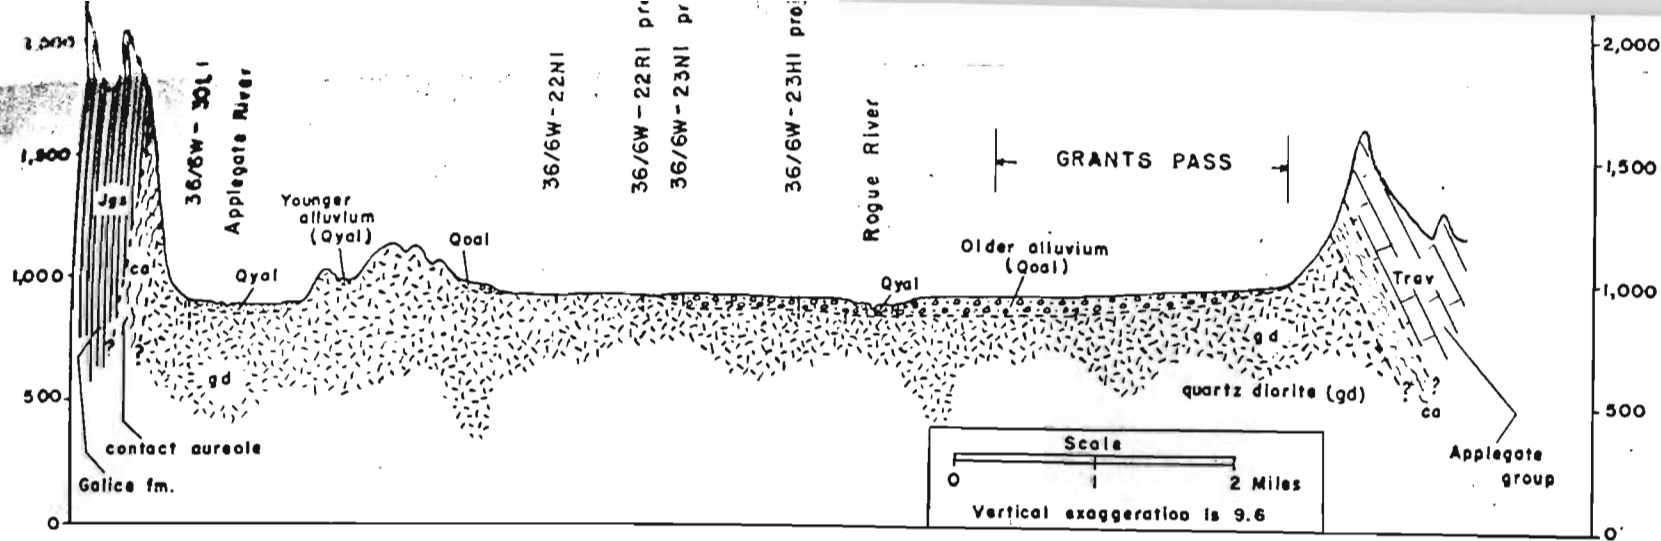 2,000
1,500
1,000
500
0
2,000
1,500
1,000
500
0'
36/6W-30L1
Applegate River
36/6W-22N1
36/6W-22R1 pro
36/6W-23N1 pr
36/6W-23H1 proj
Rogue River
GRANTS PASS
Jgs
ca
Qyal
Younger
alluvium
(Qyal)
Qoal
Qyal
Older alluvium
(Qoal)
Trav
gd
gd
quartz diorite (gd)
?
?
?
?
ca
contact aureole
Galice fm.
Applegate
group
Scale
0 1 2 Miles
Vertical exaggeration is 9.6